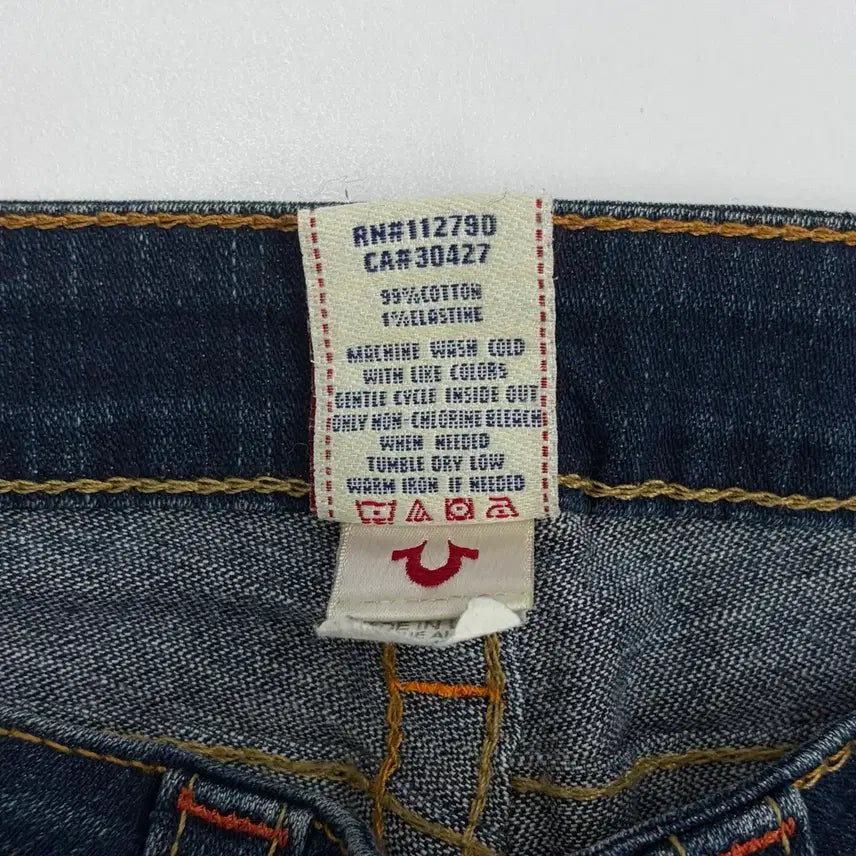 RN#112790
CA#30427
99%COTTON
1%ELASTINE
MACHINE WASH COLD
WITH LIKE COLORS
GENTLE CYCLE INSIDE OUT
ONLY NON-CHLORINE BLEACH
WHEN NEEDED
TUMBLE DRY LOW
WARM IRON IF NEEDED
IN